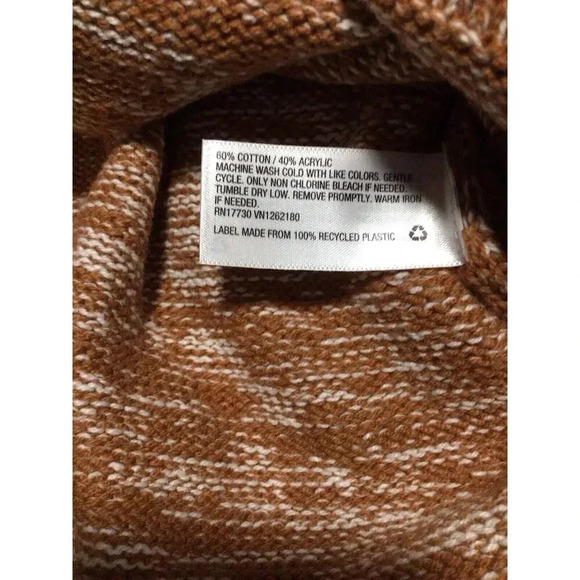 60% COTTON / 40% ACRYLIC
MACHINE WASH COLD WITH LIKE COLORS. GENTLE
CYCLE. ONLY NON CHLORINE BLEACH IF NEEDED.
TUMBLE DRY LOW. REMOVE PROMPTLY. WARM IRON
IF NEEDED.
RN17730 VN1262180
LABEL MADE FROM 100% RECYCLED PLASTIC